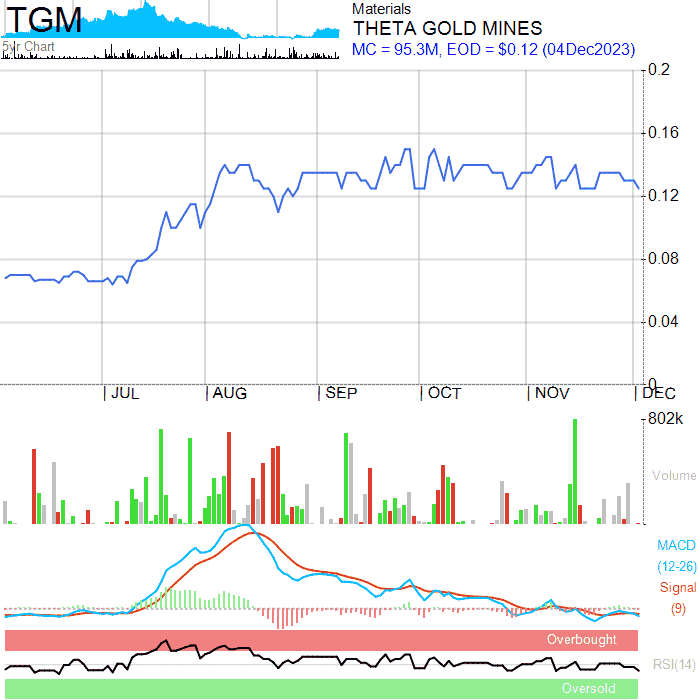 TGM
5yr Chart
Materials
THETA GOLD MINES
MC = 95.3M, EOD = $0.12 (04Dec2023)
0.2
0.16
0.12
0.08
0.04
0
JUL AUG SEP OCT NOV DEC
802k
Volume
MACD
(12-26)
Signal
(9)
Overbought
RSI(14)
Oversold